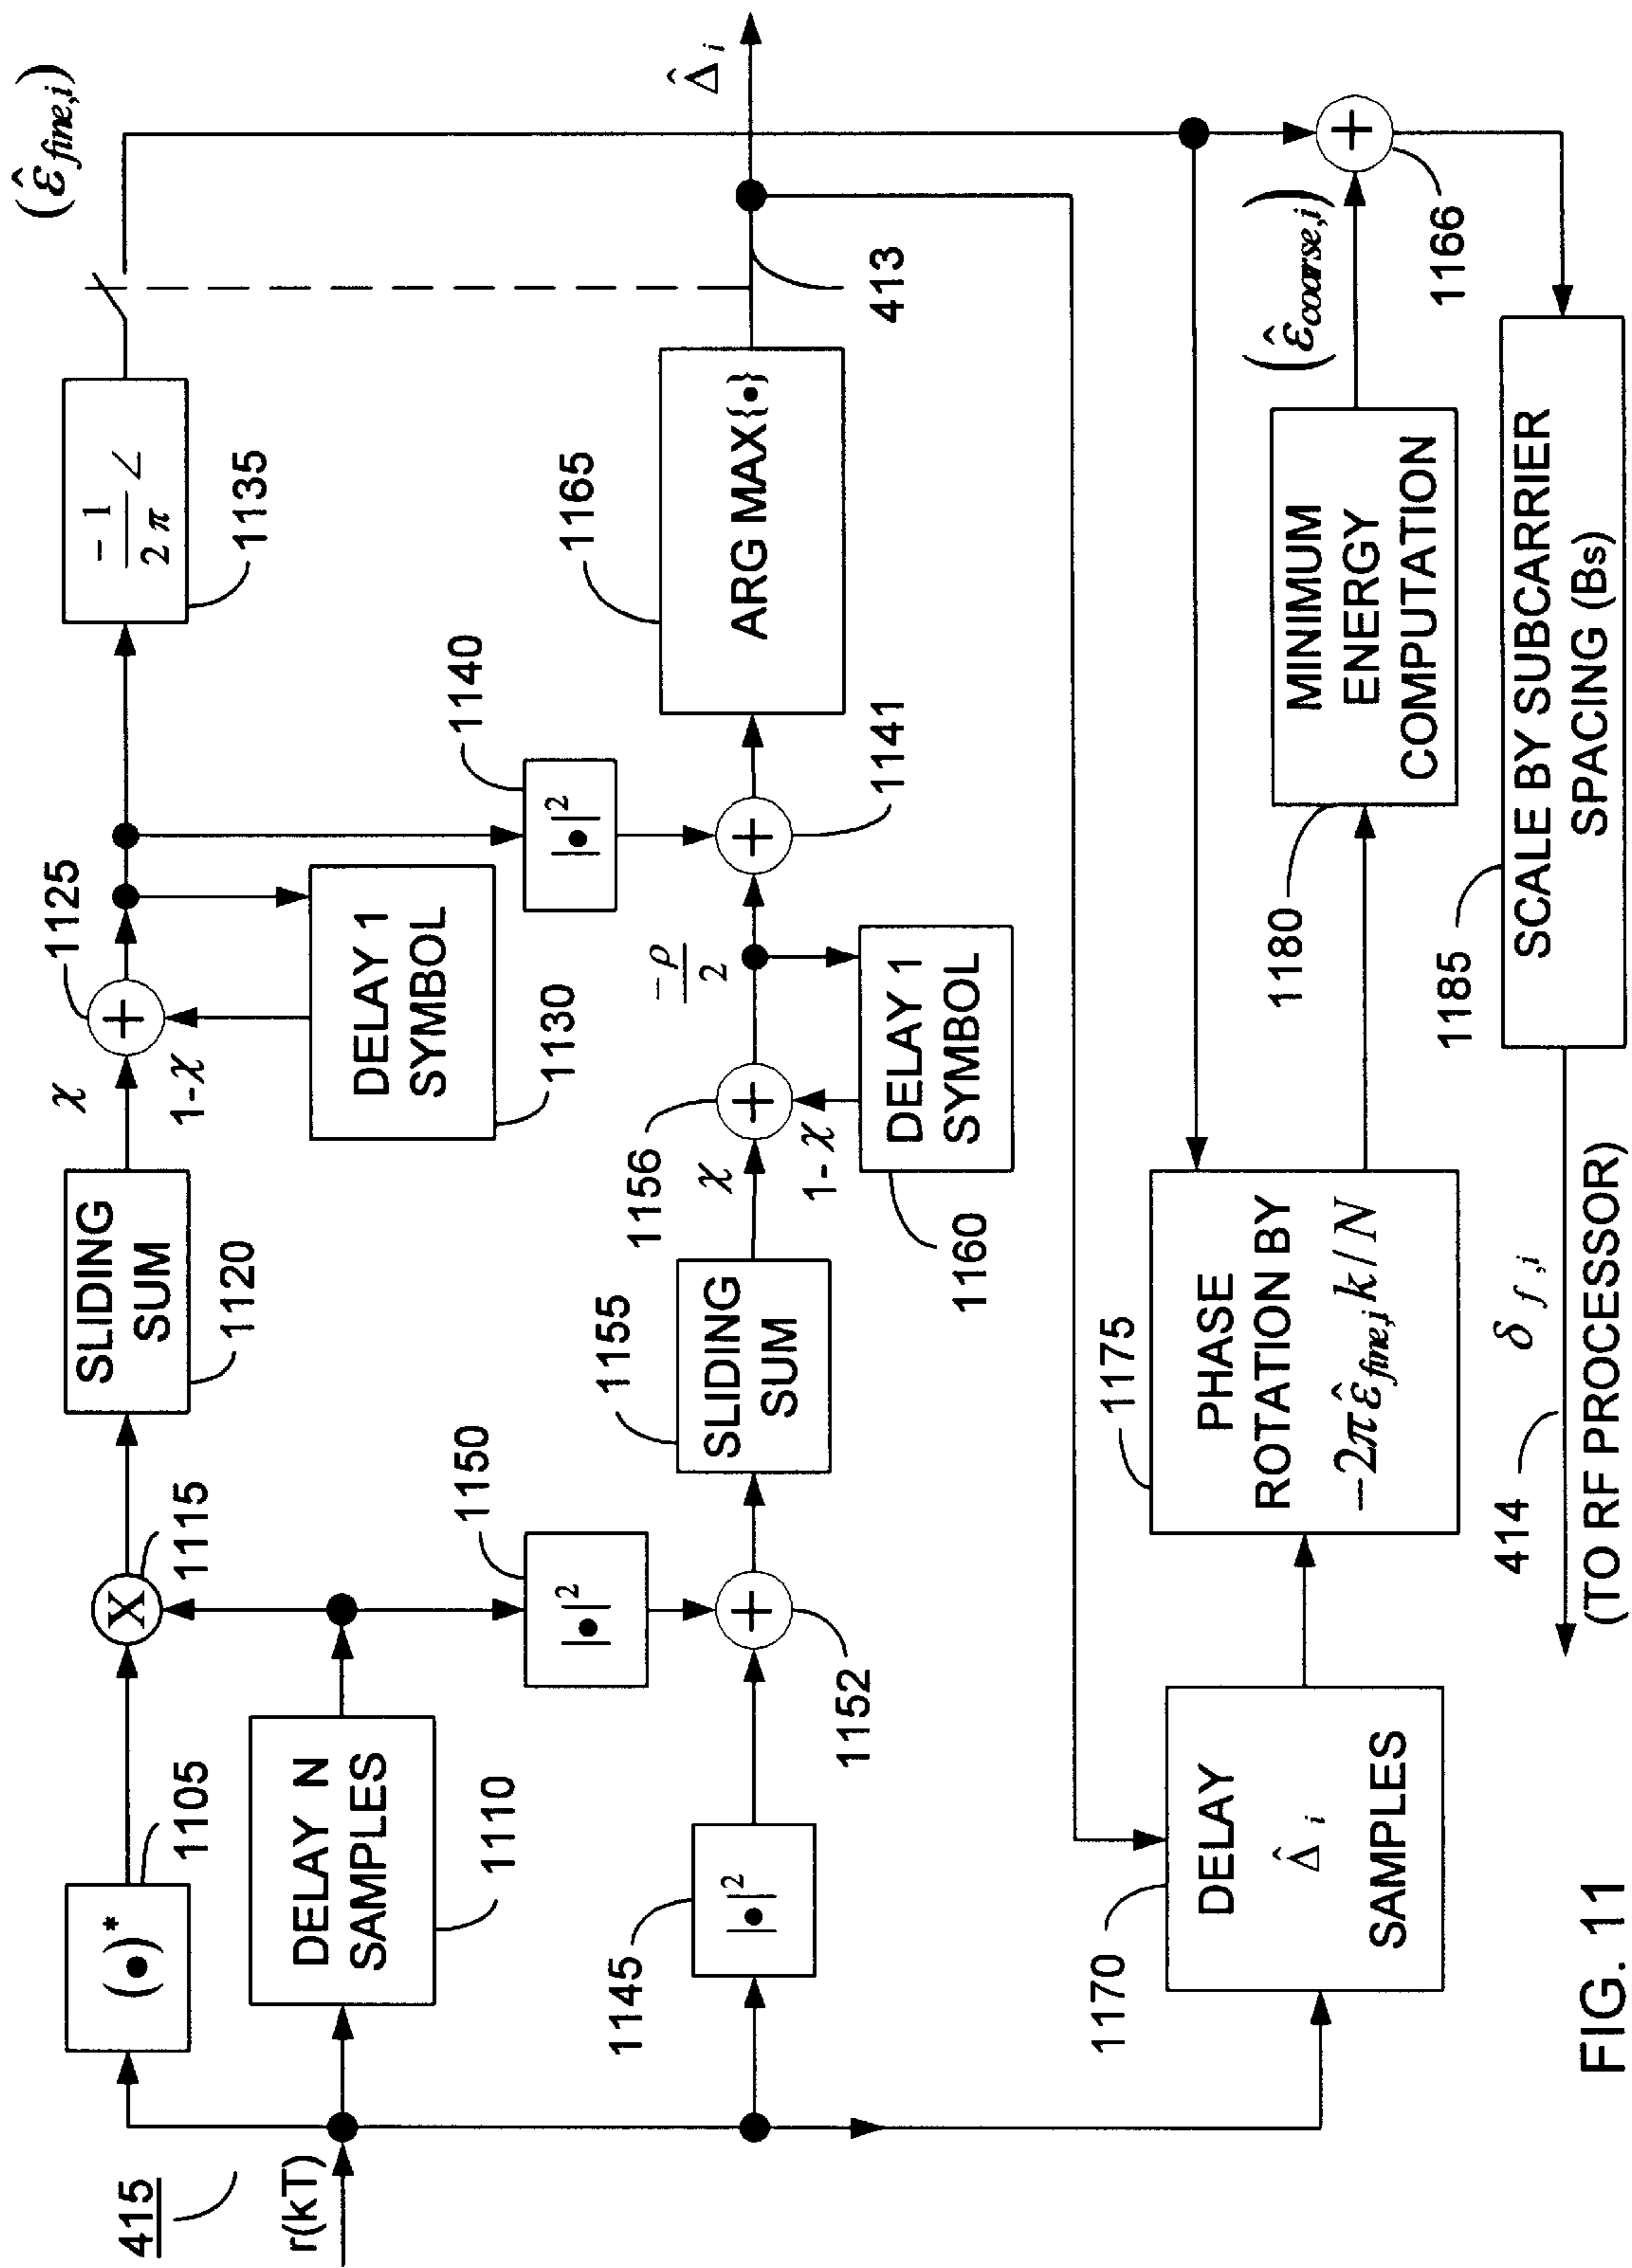 415
r(kT)
(•)*
1105
DELAY N
SAMPLES
1110
X
1115
SLIDING
SUM
1120
χ
1-χ
+
1125
DELAY 1
SYMBOL
1130
-1/2π ∠
1135
(ε̂fine,i)
|•|²
1140
|•|²
1145
|•|²
1150
+
1152
SLIDING
SUM
1155
χ
1-χ
+
1156
DELAY 1
SYMBOL
1160
-ρ/2
+
1141
ARG MAX{•}
1165
413
Δ̂i
DELAY
Δ̂i
SAMPLES
1170
PHASE
ROTATION BY
-2πε̂fine,i k/N
1175
MINIMUM
ENERGY
COMPUTATION
1180
(ε̂coarse,i)
+
1166
SCALE BY SUBCARRIER
SPACING (Bs)
1185
δf,i
414
(TO RF PROCESSOR)
FIG. 11